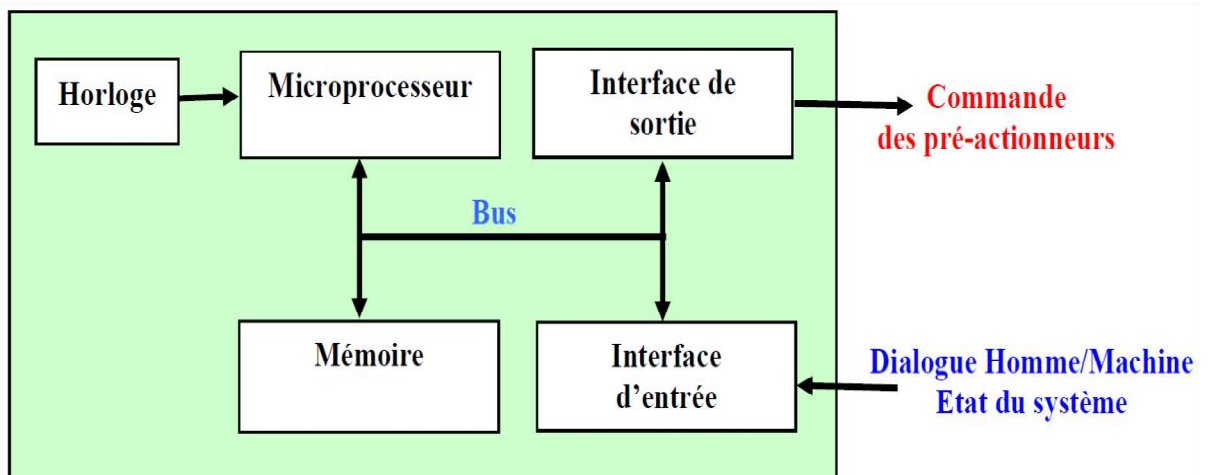 Horloge
Microprocesseur
Interface de
sortie
Commande
des pré-actionneurs
Bus
Mémoire
Interface
d’entrée
Dialogue Homme/Machine
Etat du système